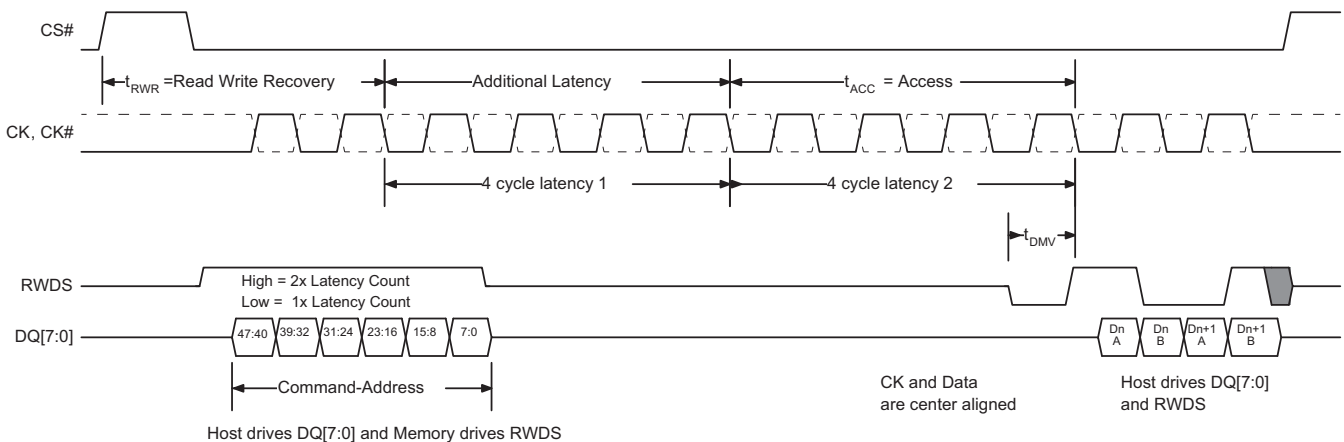 CS#
tRWR =Read Write Recovery
Additional Latency
tACC = Access
CK, CK#
4 cycle latency 1
4 cycle latency 2
tDMV
RWDS
High = 2x Latency Count
Low = 1x Latency Count
DQ[7:0]
47:40 39:32 31:24 23:16 15:8 7:0
Dn Dn Dn+1 Dn+1
A B A B
Command-Address
CK and Data
are center aligned
Host drives DQ[7:0]
and RWDS
Host drives DQ[7:0] and Memory drives RWDS